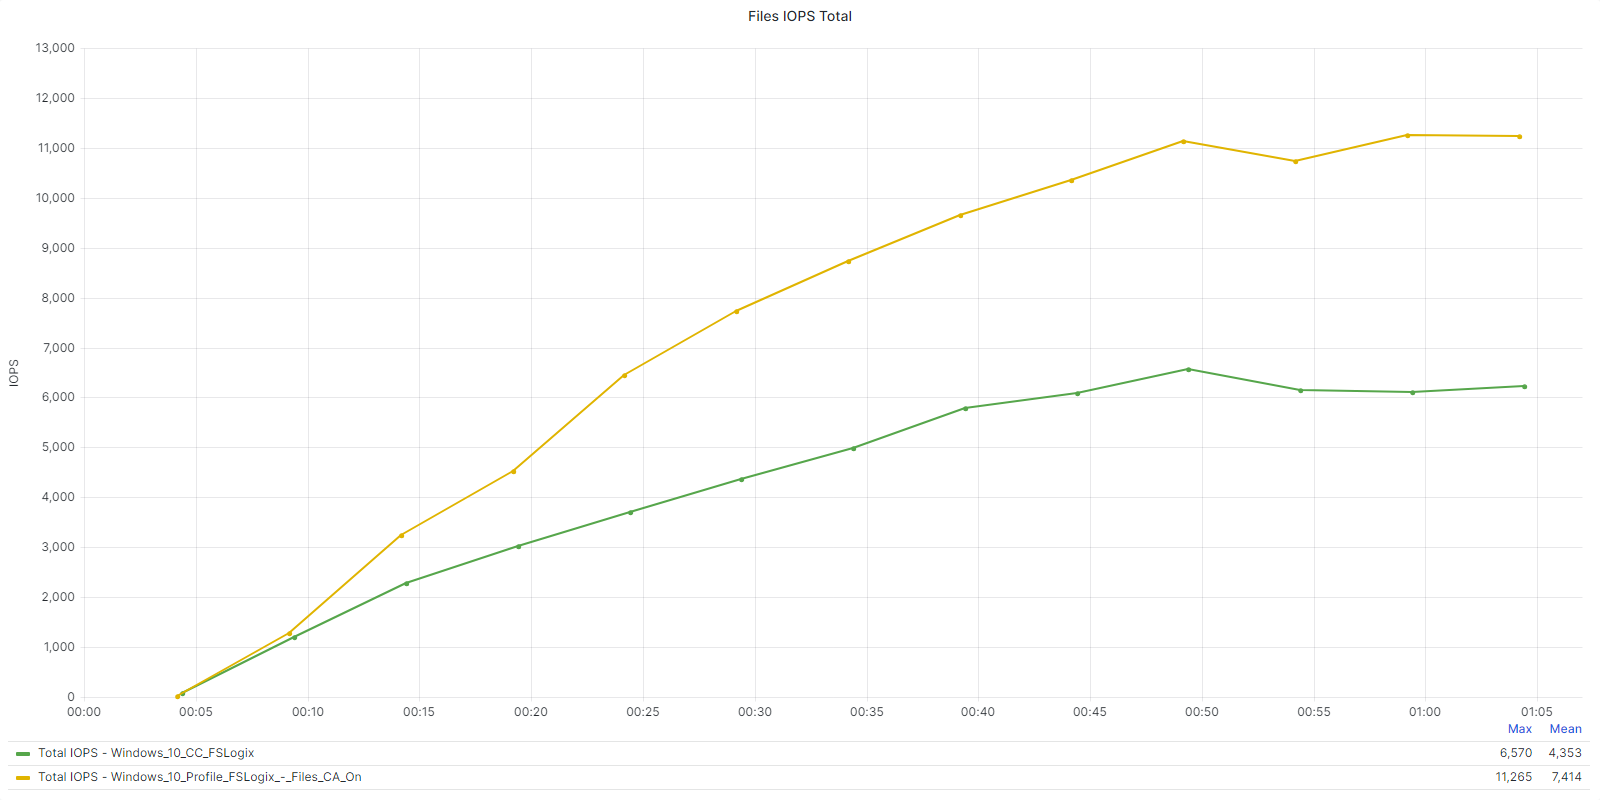 Files IOPS Total
13,000
12,000
11,000
10,000
9,000
8,000
7,000
6,000
5,000
4,000
3,000
2,000
1,000
0
IOPS
00:00 00:05 00:10 00:15 00:20 00:25 00:30 00:35 00:40 00:45 00:50 00:55 01:00 01:05
Max Mean
Total IOPS - Windows_10_CC_FSLogix 6,570 4,353
Total IOPS - Windows_10_Profile_FSLogix_-_Files_CA_On 11,265 7,414